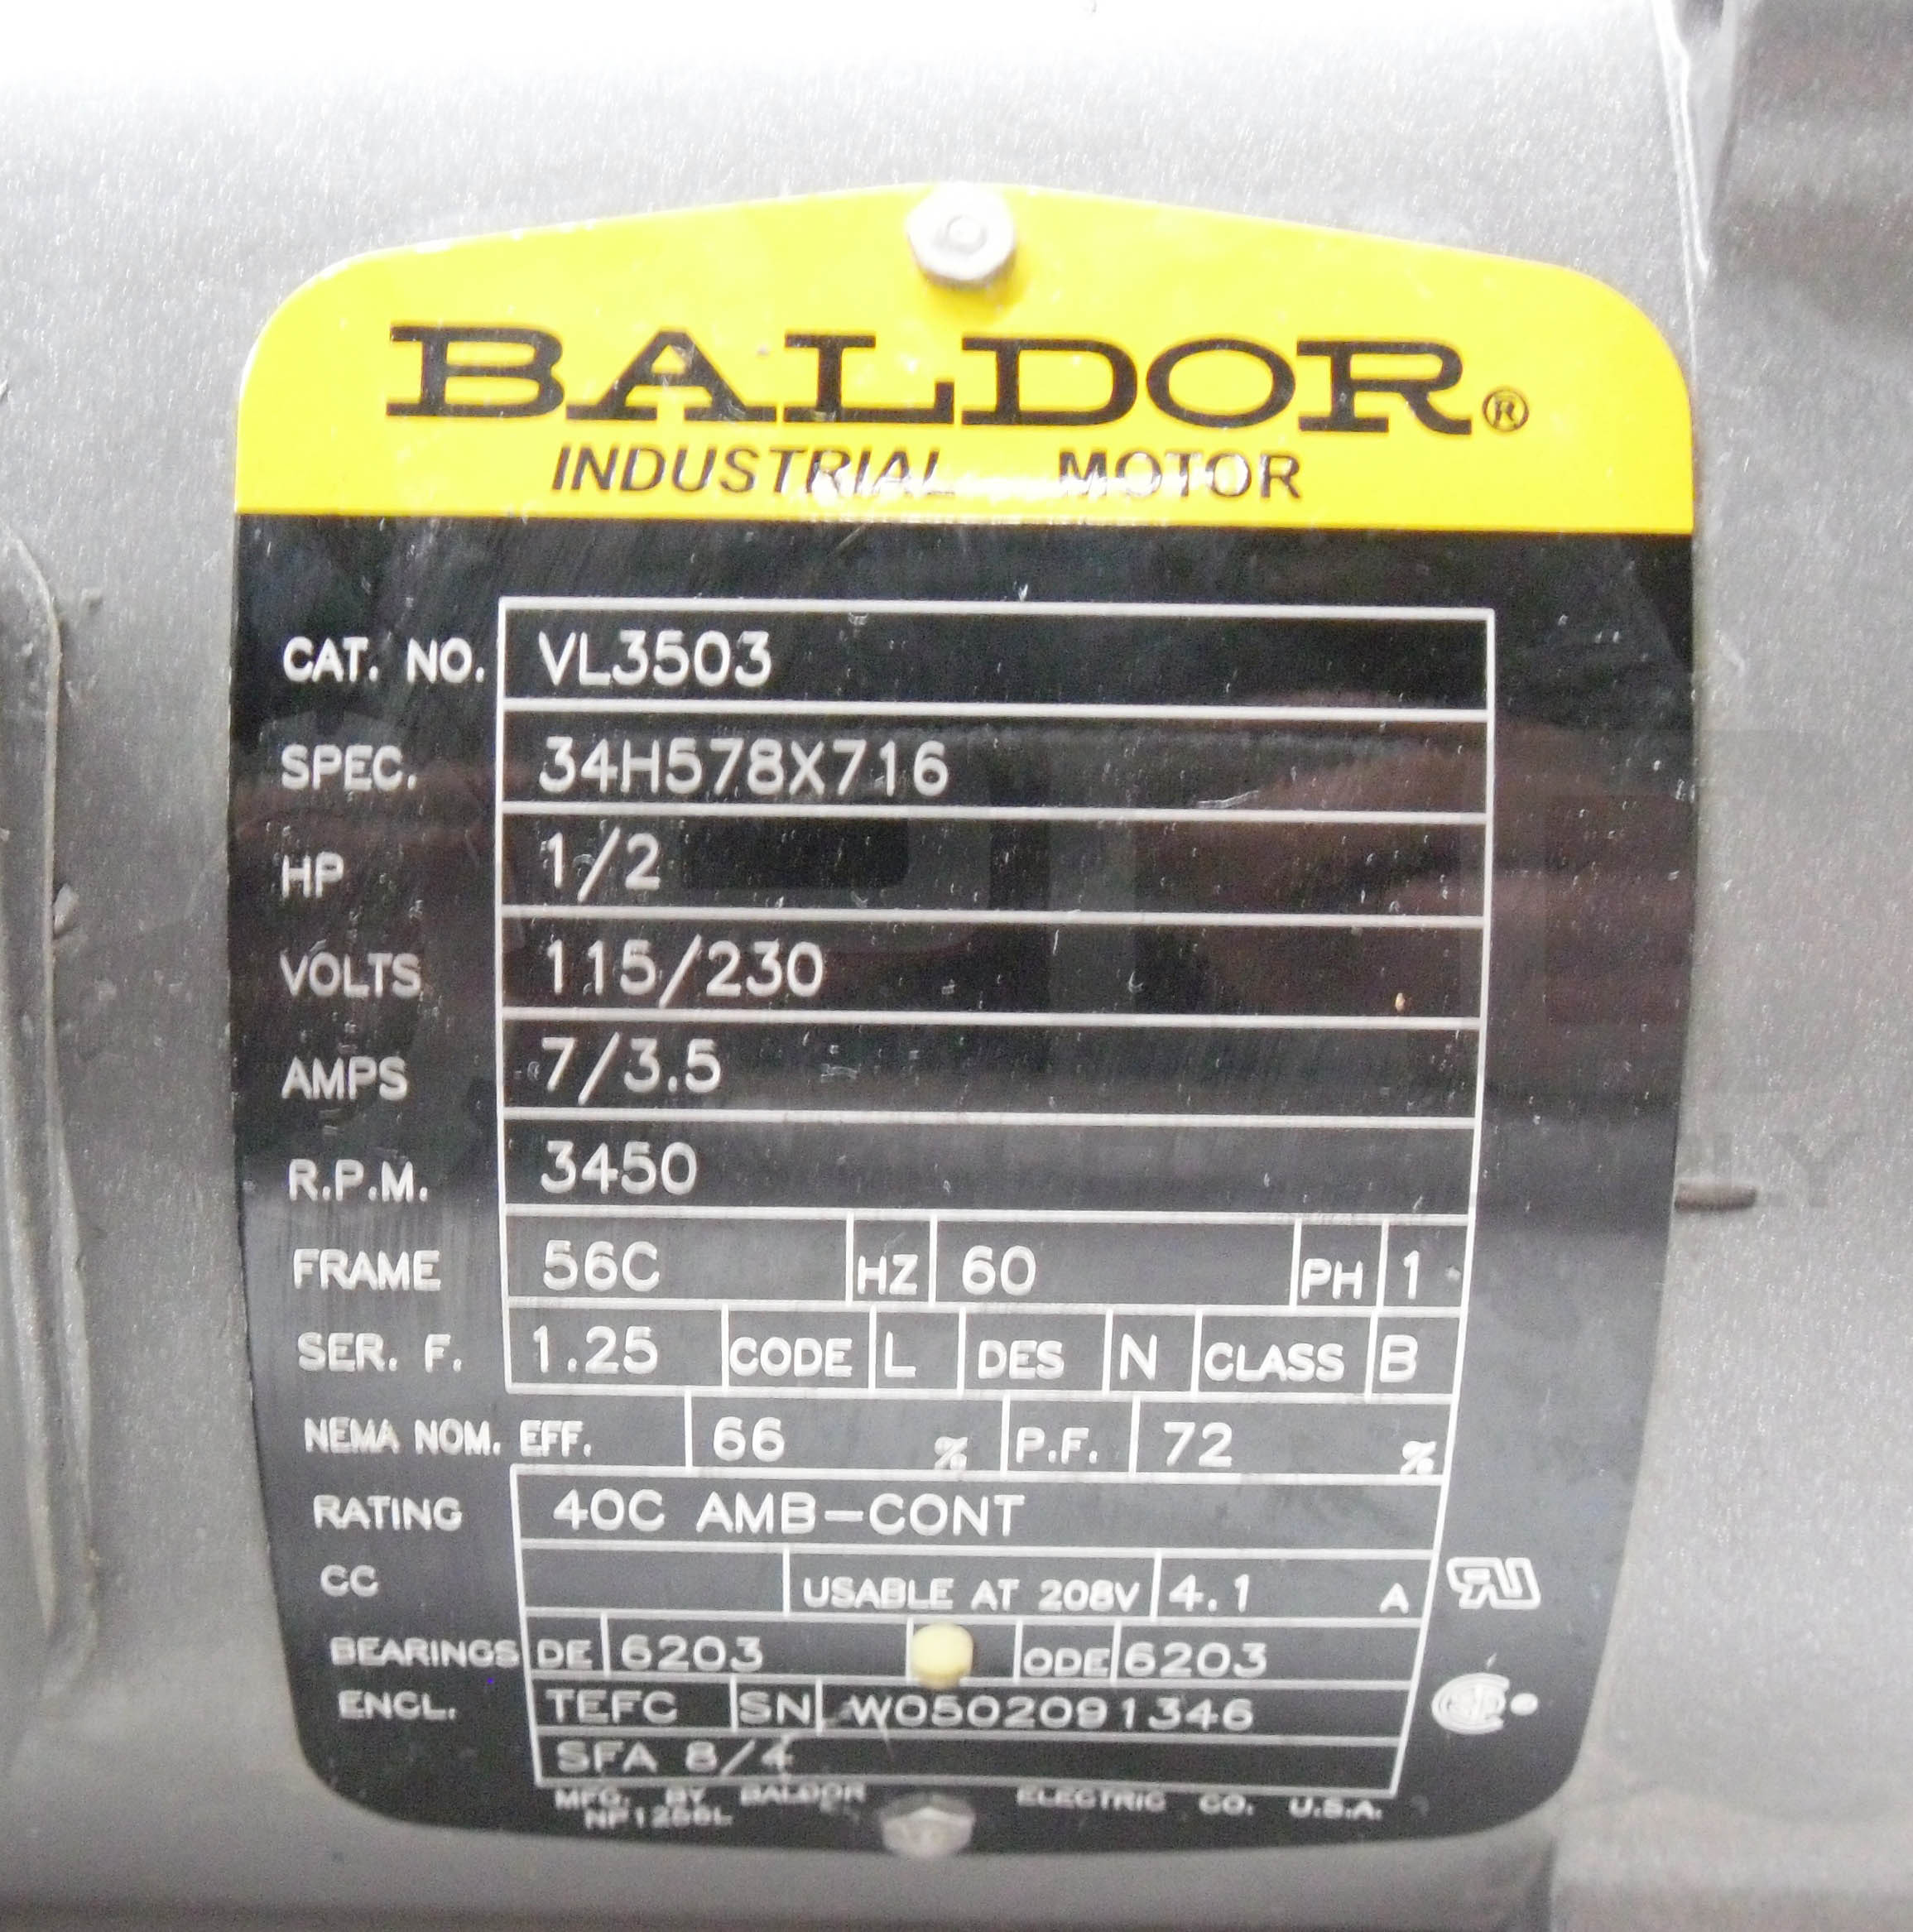 BALDOR®
INDUSTRIAL MOTOR
CAT. NO. VL3503
SPEC. 34H578X716
HP 1/2
VOLTS 115/230
AMPS 7/3.5
R.P.M. 3450
FRAME 56C HZ 60 PH 1
SER. F. 1.25 CODE L DES N CLASS B
NEMA NOM. EFF. 66 % P.F. 72 %
RATING 40C AMB-CONT
CC USABLE AT 208V 4.1 A
BEARINGS DE 6203 ODE 6203
ENCL. TEFC SN W0502091346
SFA 8/4
MFG. BY BALDOR ELECTRIC CO. U.S.A.